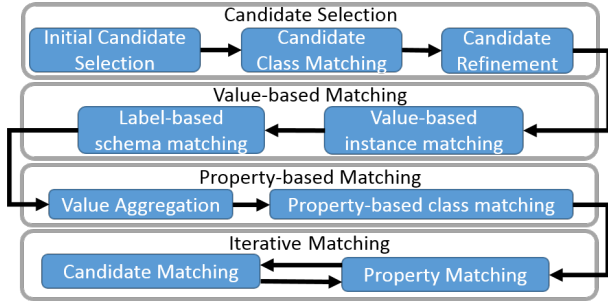 Candidate Selection
Initial Candidate
Selection
Candidate
Class Matching
Candidate
Refinement
Value-based Matching
Label-based
schema matching
Value-based
instance matching
Property-based Matching
Value Aggregation
Property-based class matching
Iterative Matching
Candidate Matching
Property Matching